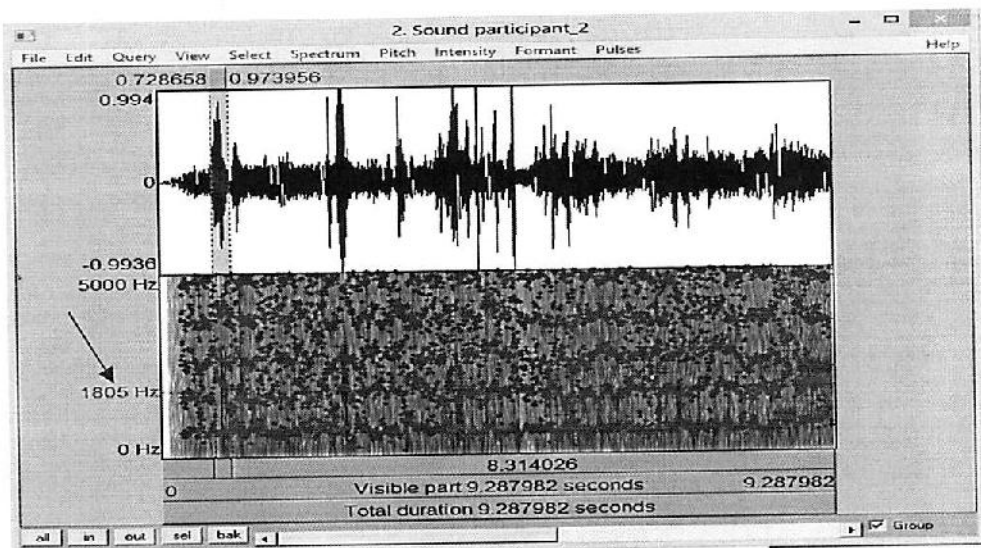 2. Sound participant_2
File Edit Query View Select Spectrum Pitch Intensity Formant Pulses Help
0.728658 0.973956
0.994
0
-0.9936
5000 Hz
1805 Hz
0 Hz
8.314026
0 Visible part 9.287982 seconds 9.287982
Total duration 9.287982 seconds
all in out sel bak Group